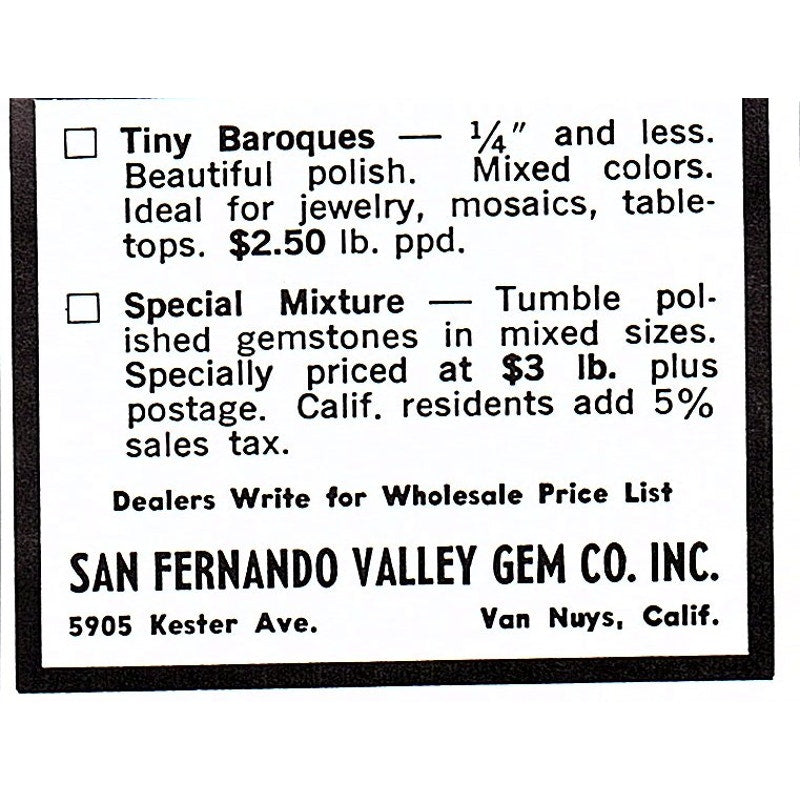 ☐ Tiny Baroques — ¼" and less.
Beautiful polish. Mixed colors.
Ideal for jewelry, mosaics, table-
tops. $2.50 lb. ppd.
☐ Special Mixture — Tumble pol-
ished gemstones in mixed sizes.
Specially priced at $3 lb. plus
postage. Calif. residents add 5%
sales tax.
Dealers Write for Wholesale Price List
SAN FERNANDO VALLEY GEM CO. INC.
5905 Kester Ave. Van Nuys, Calif.